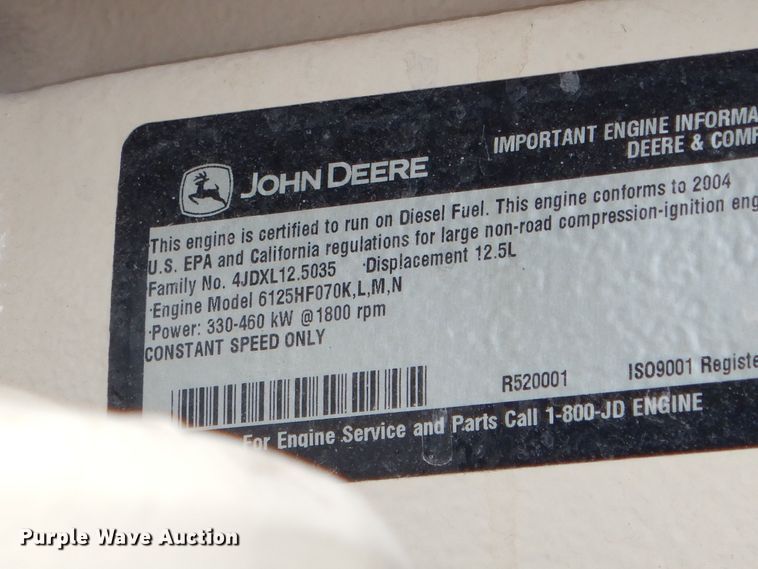 IMPORTANT ENGINE INFORMA
DEERE & COMP
JOHN DEERE
This engine is certified to run on Diesel Fuel. This engine conforms to 2004
U.S. EPA and California regulations for large non-road compression-ignition eng
Family No. 4JDXL12.5035 ·Displacement 12.5L
·Engine Model 6125HF070K,L,M,N
·Power: 330-460 kW @1800 rpm
CONSTANT SPEED ONLY
R520001 ISO9001 Registe
For Engine Service and Parts Call 1-800-JD ENGINE
Purple Wave Auction